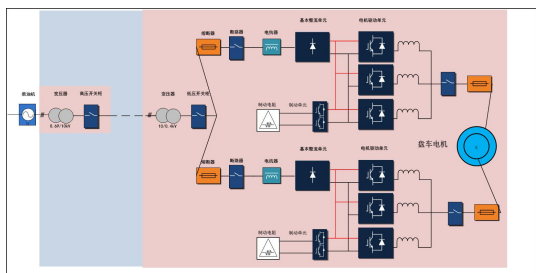 熔断器
断路器
电抗器
基本整流单元
电机驱动单元
柴油机
变压器
高压开关柜
变压器
低压开关柜
0.69/10kV
10/0.4kV
制动电阻
制动单元
盘车电机
熔断器
断路器
电抗器
基本整流单元
电机驱动单元
制动电阻
制动单元